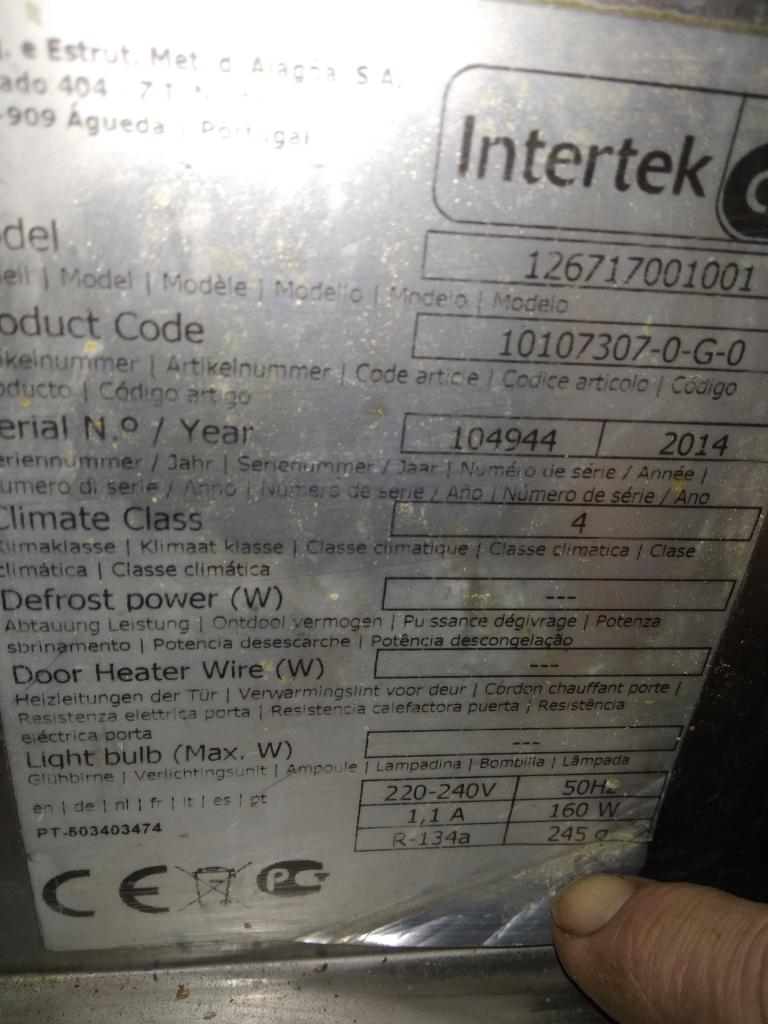 . e Estrut. Met. d Alagôa S A.
ado 404
-909 Águeda | Portugal
Intertek
odel
126717001001
ell | Model | Modèle | Modello | Modelo | Modelo
oduct Code
10107307-0-G-0
ikelnummer | Artikelnummer | Code article | Codice articolo | Código
oducto | Código artigo
erial N.º / Year
104944
2014
eriennummer / Jahr | Serienummer / Jaar | Numéro de série / Année |
umero di serie / Anno | Número de serie / Año | Número de série / Ano
Climate Class
4
Klimaklasse | Klimaat klasse | Classe climatique | Classe climatica | Clase
climática | Classe climática
Defrost power (W)
---
Abtauung Leistung | Ontdooi vermogen | Puissance dégivrage | Potenza
sbrinamento | Potencia desescarche | Potência descongelação
Door Heater Wire (W)
---
Heizleitungen der Tür | Verwarmingslint voor deur | Cordon chauffant porte |
Resistenza elettrica porta | Resistencia calefactora puerta | Resistência
eléctrica porta
Light bulb (Max. W)
---
Glühbirne | Verlichtingsunit | Ampoule | Lampadina | Bombilla | Lâmpada
en | de | nl | fr | it | es | pt
220-240V
50Hz
1,1 A
160 W
R-134a
245 g
PT-503403474
CE
PC